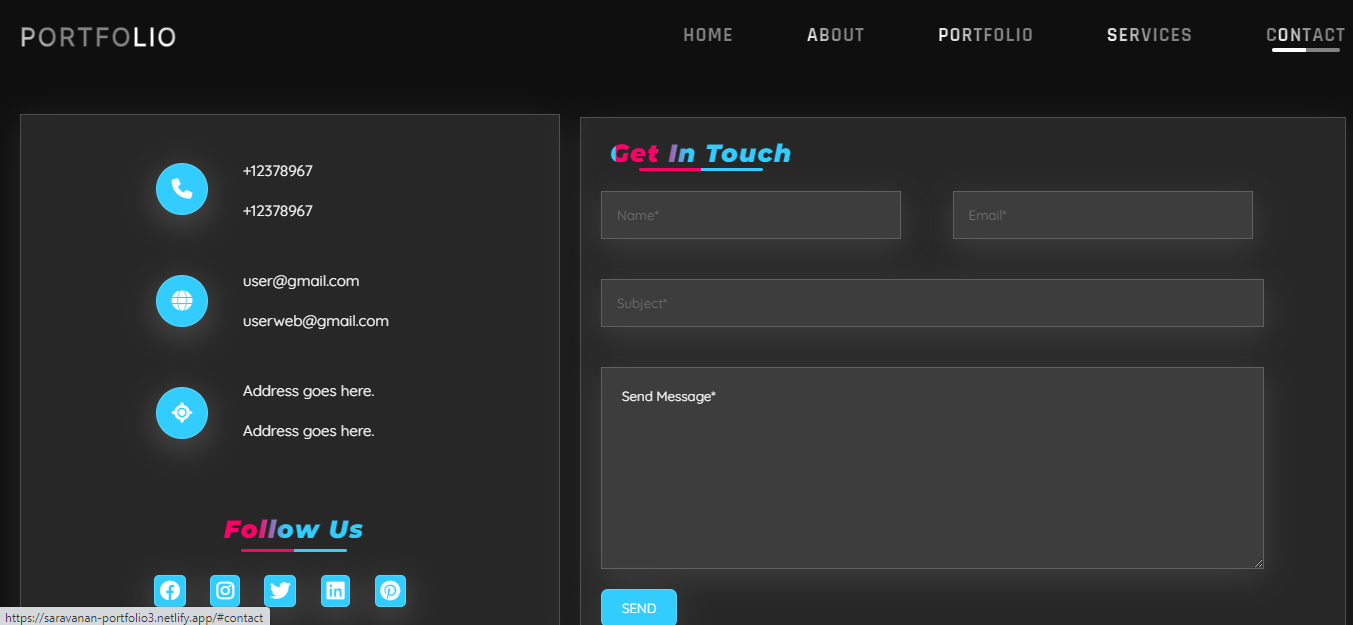 PORTFOLIO
HOME ABOUT PORTFOLIO SERVICES CONTACT
+12378967
+12378967
user@gmail.com
userweb@gmail.com
Address goes here.
Address goes here.
Follow Us
Get In Touch
Name* Email*
Subject*
Send Message*
SEND
https://saravanan-portfolio3.netlify.app/#contact